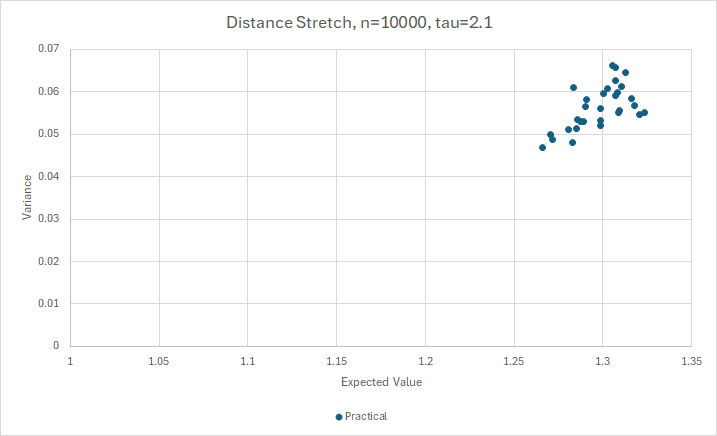 Distance Stretch, n=10000, tau=2.1
0.07
0.06
0.05
0.04
0.03
0.02
0.01
0
Variance
1 1.05 1.1 1.15 1.2 1.25 1.3 1.35
Expected Value
Practical